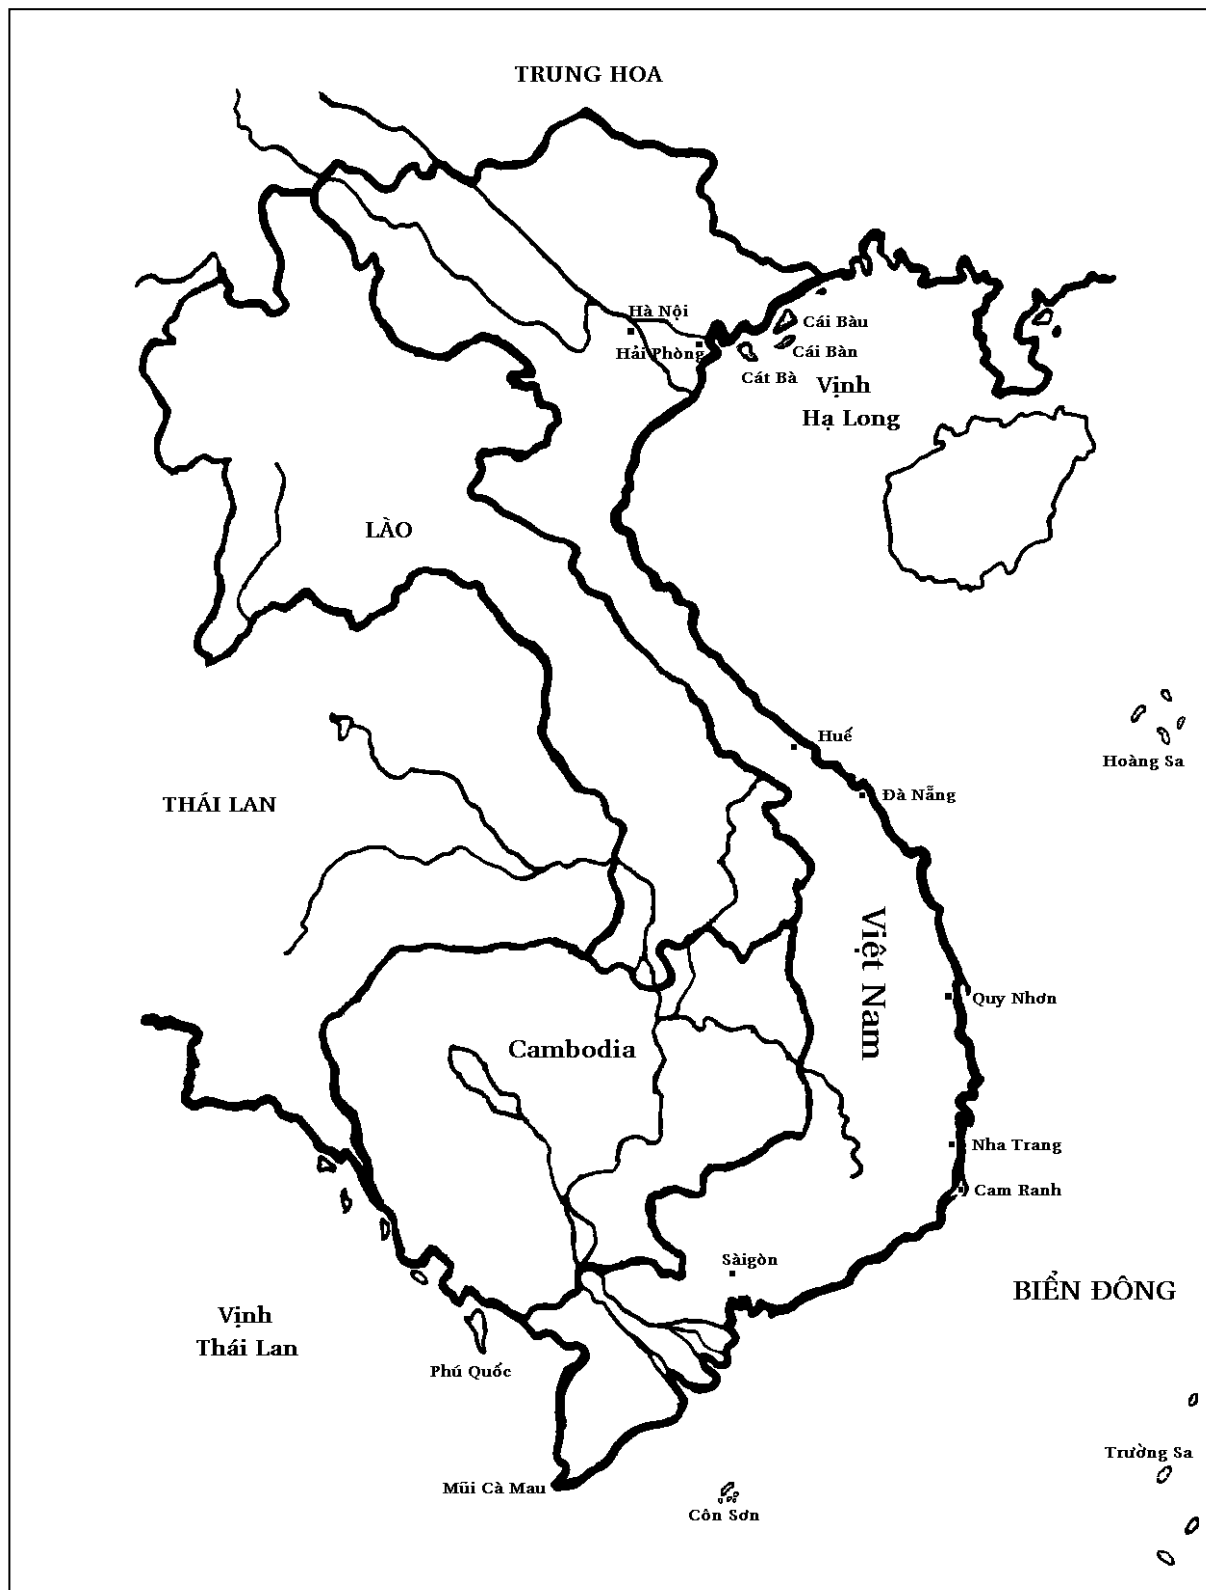 TRUNG HOA
Hà Nội
Hải Phòng
Cái Bàu
Cái Bàn
Cát Bà
Vịnh
Hạ Long
LÀO
Huế
Hoàng Sa
Đà Nẵng
THÁI LAN
Việt Nam
Quy Nhơn
Cambodia
Nha Trang
Cam Ranh
Sàigòn
BIỂN ĐÔNG
Vịnh
Thái Lan
Phú Quốc
Trường Sa
Mũi Cà Mau
Côn Sơn